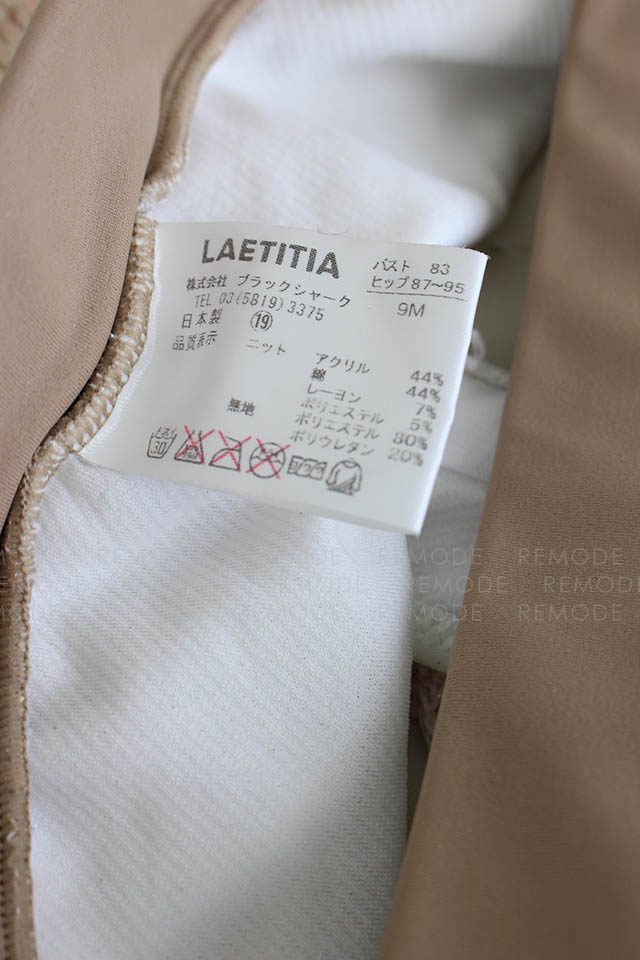 LAETITIA
バスト 83
ヒップ87~95
9M
株式会社 ブラックシャーク
TEL 03(5819)3375
日本製 ⑲
品質表示 ニット アクリル 44%
綿 44%
レーヨン 7%
ポリエステル 5%
無地 ポリエステル 80%
ポリウレタン 20%
30
REMODE REMODE
REMODE REMODE
REMODE REMODE